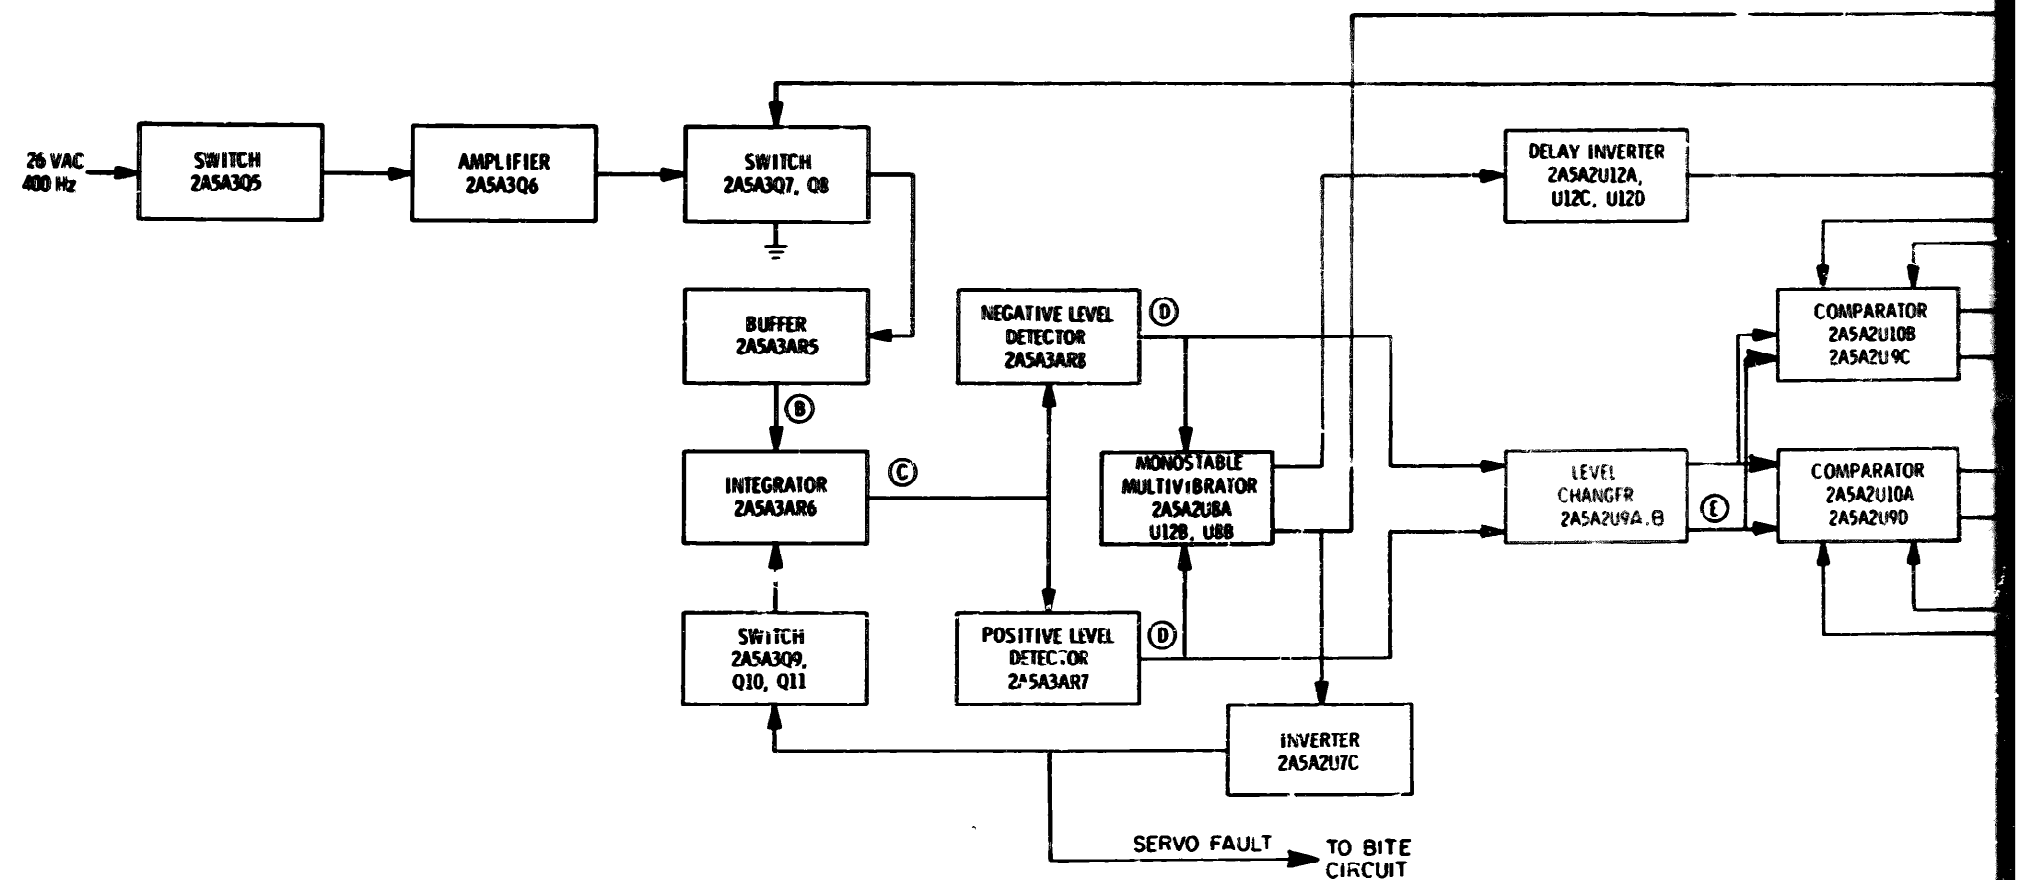 26 VAC
400 Hz
SWITCH
2A5A3Q5
AMPLIFIER
2A5A3Q6
SWITCH
2A5A3Q7, Q8
DELAY INVERTER
2A5A2U12A,
U12C, U12D
BUFFER
2A5A3AR5
NEGATIVE LEVEL
DETECTOR
2A5A3AR8
D
COMPARATOR
2A5A2U10B
2A5A2U9C
B
INTEGRATOR
2A5A3AR6
C
MONOSTABLE
MULTIVIBRATOR
2A5A2U8A
U12B, U8B
LEVEL
CHANGER
2A5A2U9A,B
E
COMPARATOR
2A5A2U10A
2A5A2U9D
SWITCH
2A5A3Q9,
Q10, Q11
POSITIVE LEVEL
DETECTOR
2A5A3AR7
D
INVERTER
2A5A2U7C
SERVO FAULT
TO BITE
CIRCUIT